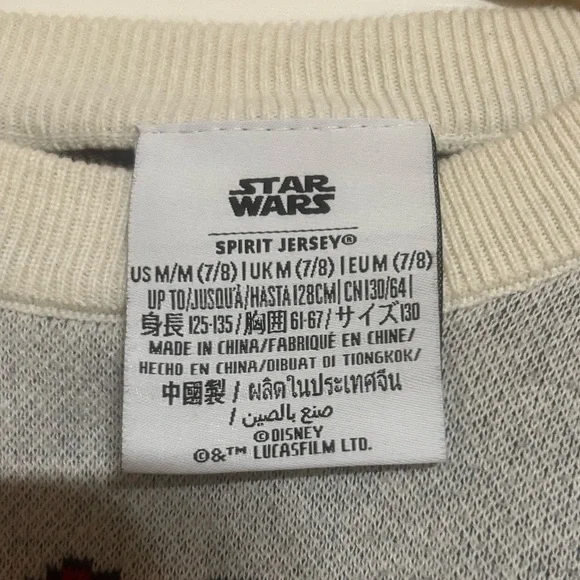 STAR
WARS
SPIRIT JERSEY®
US M/M (7/8) | UK M (7/8) | EU M (7/8)
UP TO/JUSQU'À/HASTA 128CM | CN 130/64 |
身長 125-135 / 胸囲 61-67 / サイズ 130
MADE IN CHINA/FABRIQUÉ EN CHINE/
HECHO EN CHINA/DIBUAT DI TIONGKOK/
中國製 / ผลิตในประเทศจีน
/ صنع بالصين
©DISNEY
©&™ LUCASFILM LTD.